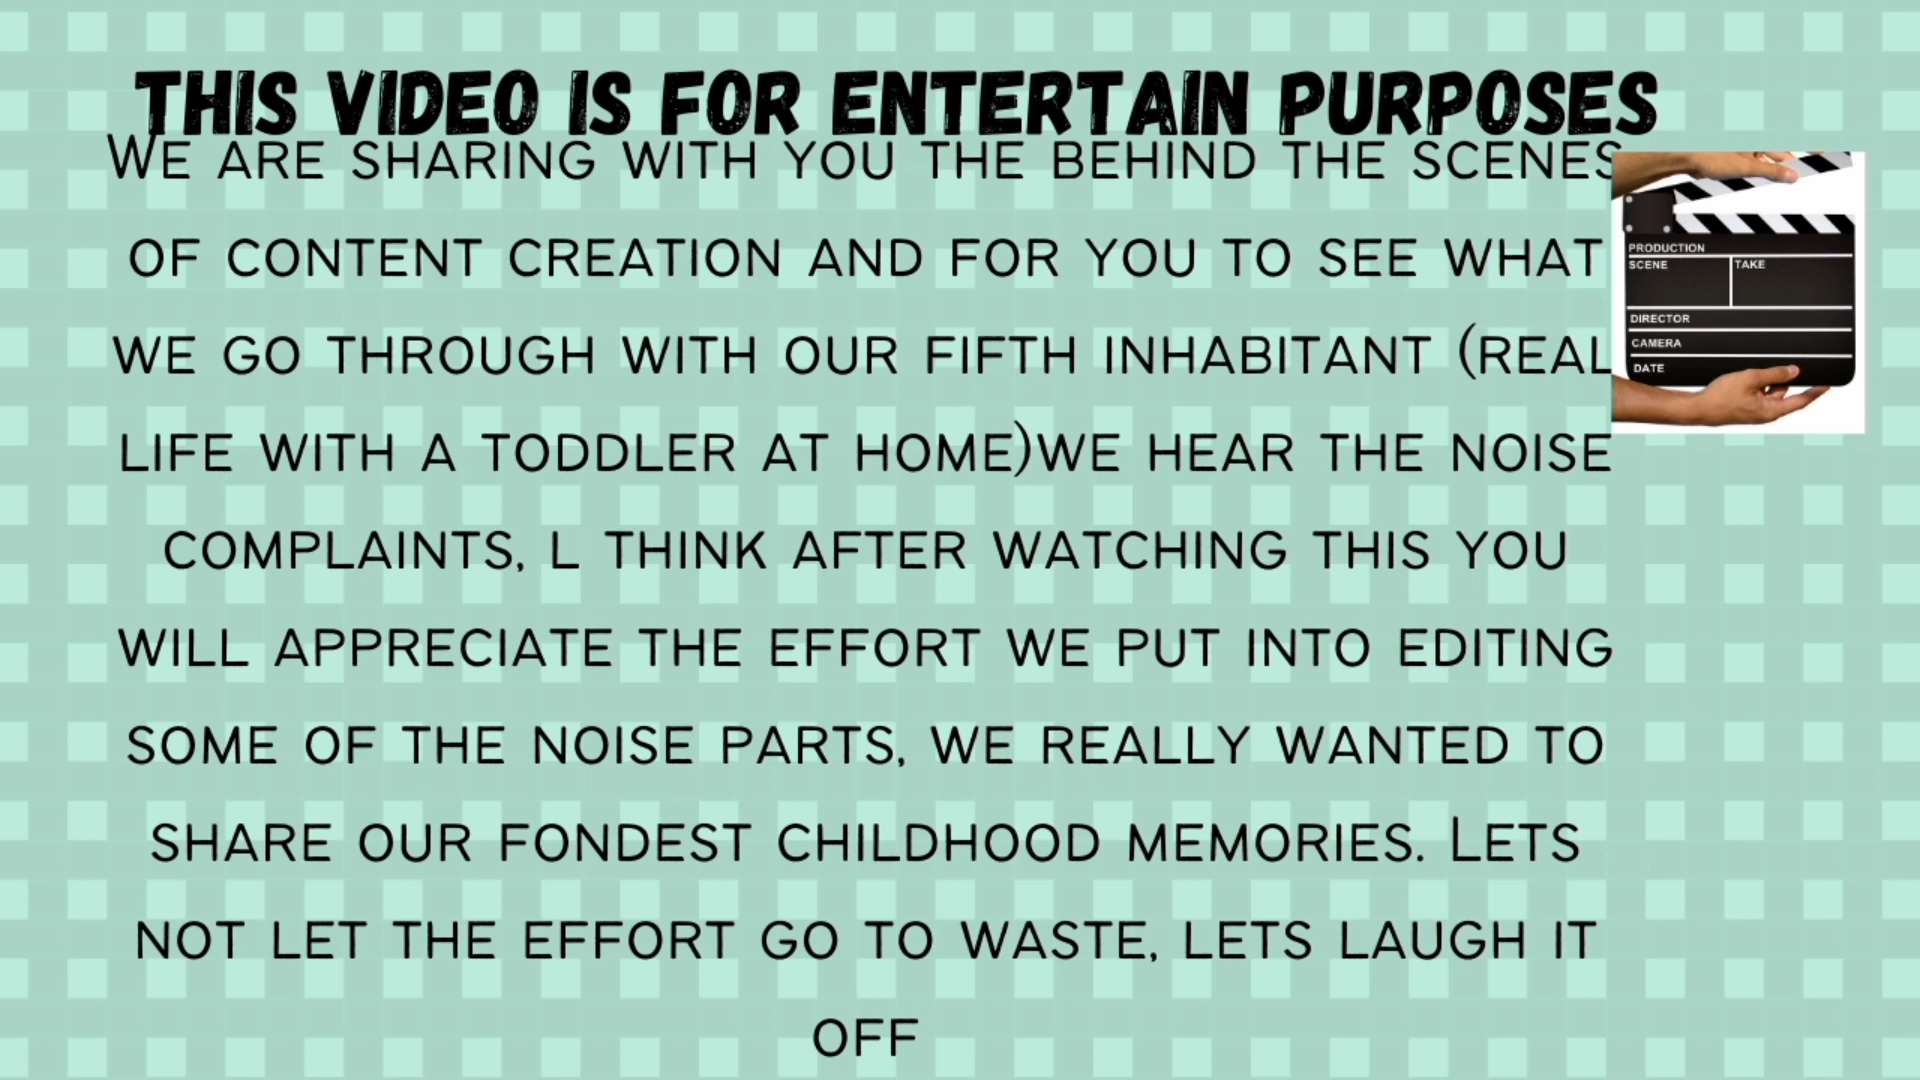 THIS VIDEO IS FOR ENTERTAIN PURPOSES
WE ARE SHARING WITH YOU THE BEHIND THE SCENES
OF CONTENT CREATION AND FOR YOU TO SEE WHAT
WE GO THROUGH WITH OUR FIFTH INHABITANT (REAL
LIFE WITH A TODDLER AT HOME)WE HEAR THE NOISE
COMPLAINTS, L THINK AFTER WATCHING THIS YOU
WILL APPRECIATE THE EFFORT WE PUT INTO EDITING
SOME OF THE NOISE PARTS, WE REALLY WANTED TO
SHARE OUR FONDEST CHILDHOOD MEMORIES. LETS
NOT LET THE EFFORT GO TO WASTE, LETS LAUGH IT
OFF
PRODUCTION
SCENE TAKE
DIRECTOR
CAMERA
DATE